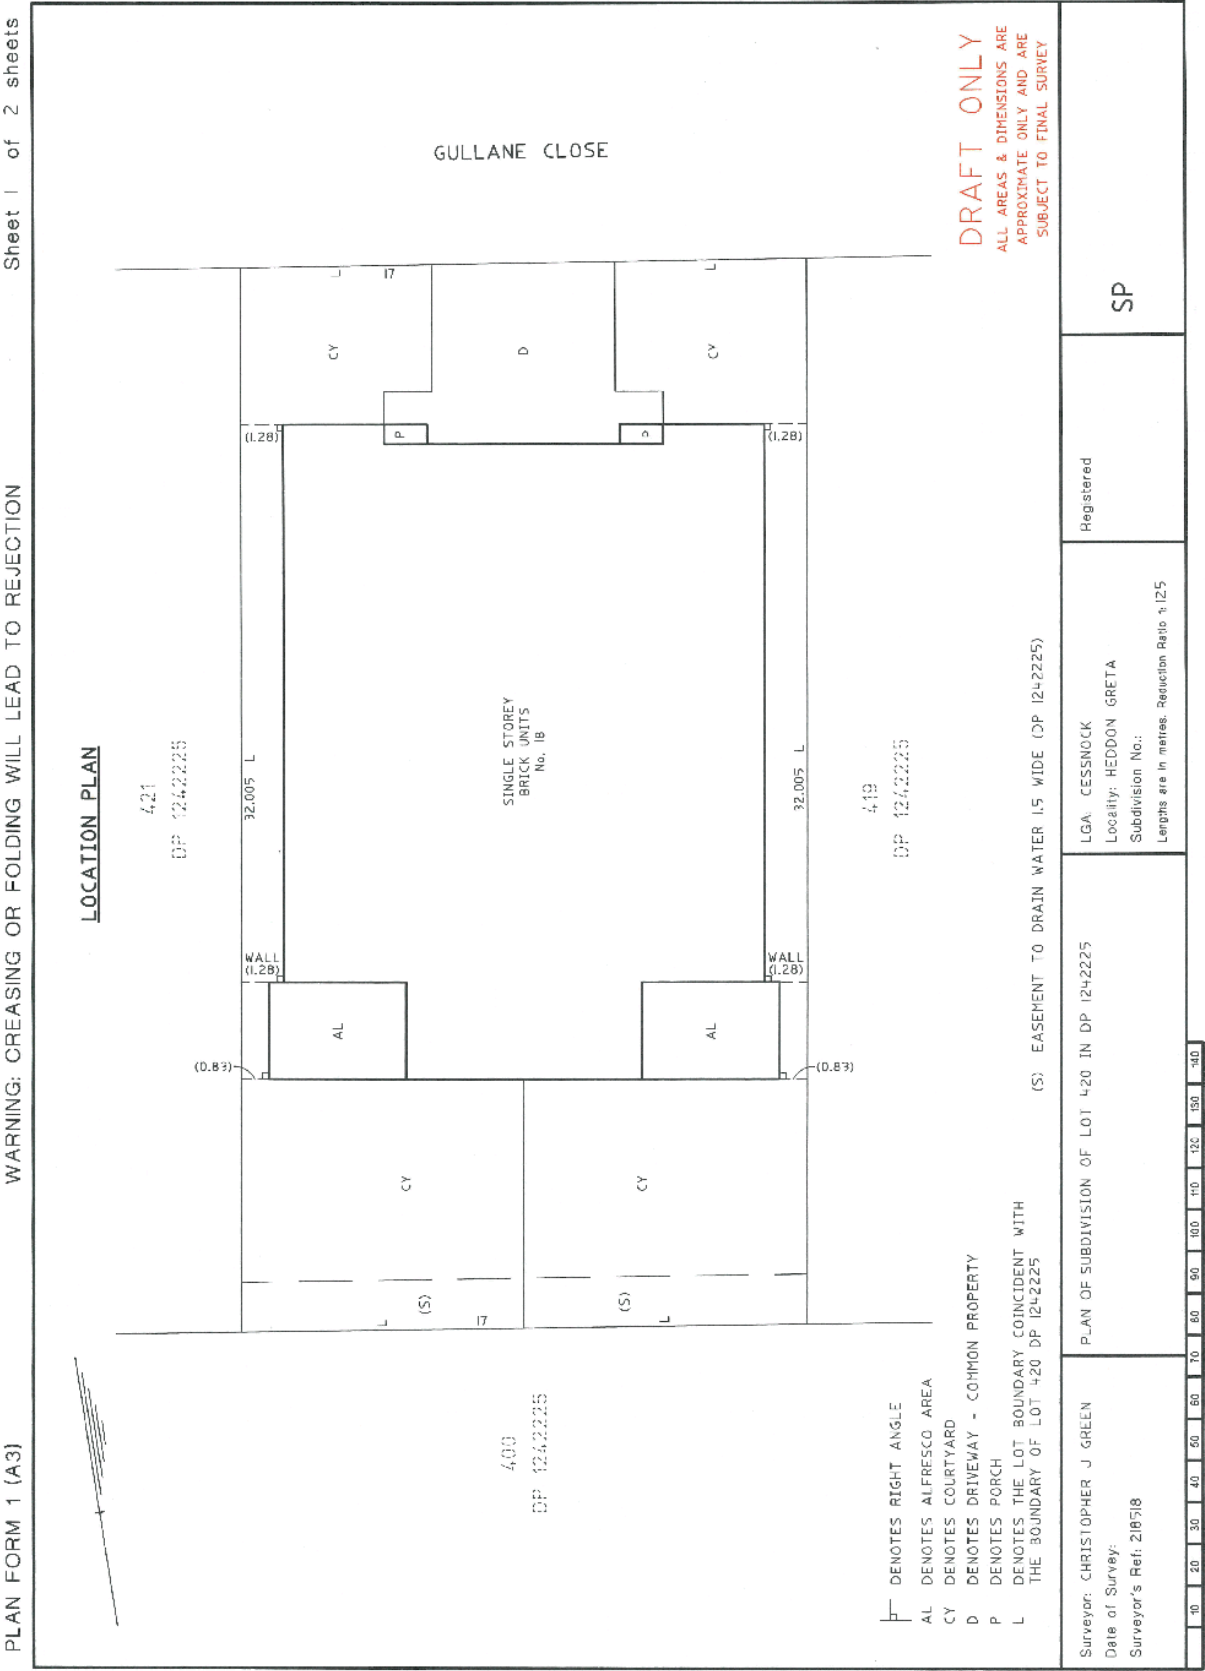 PLAN FORM 1 (A3)
WARNING: CREASING OR FOLDING WILL LEAD TO REJECTION
Sheet 1 of 2 sheets
LOCATION PLAN
421
DP 1242225
(0.83)
WALL
(1.28)
32.005 L
(1.28)
L
17
(S)
CY
AL
P
CY
L
17
400
DP 1242225
SINGLE STOREY
BRICK UNITS
No. 1B
D
GULLANE CLOSE
L
(S)
CY
AL
P
CY
L
(0.83)
WALL
(1.28)
32.005 L
(1.28)
419
DP 1242225
DENOTES RIGHT ANGLE
AL DENOTES ALFRESCO AREA
CY DENOTES COURTYARD
D DENOTES DRIVEWAY - COMMON PROPERTY
P DENOTES PORCH
L DENOTES THE LOT BOUNDARY COINCIDENT WITH
THE BOUNDARY OF LOT 420 DP 1242225
(S) EASEMENT TO DRAIN WATER 1.5 WIDE (DP 1242225)
DRAFT ONLY
ALL AREAS & DIMENSIONS ARE
APPROXIMATE ONLY AND ARE
SUBJECT TO FINAL SURVEY
Surveyor: CHRISTOPHER J GREEN
Date of Survey:
Surveyor's Ref: 218518
PLAN OF SUBDIVISION OF LOT 420 IN DP 1242225
LGA: CESSNOCK
Locality: HEDDON GRETA
Subdivision No.:
Lengths are in metres. Reduction Ratio 1:125
Registered
SP
10 20 30 40 50 60 70 80 90 100 110 120 130 140